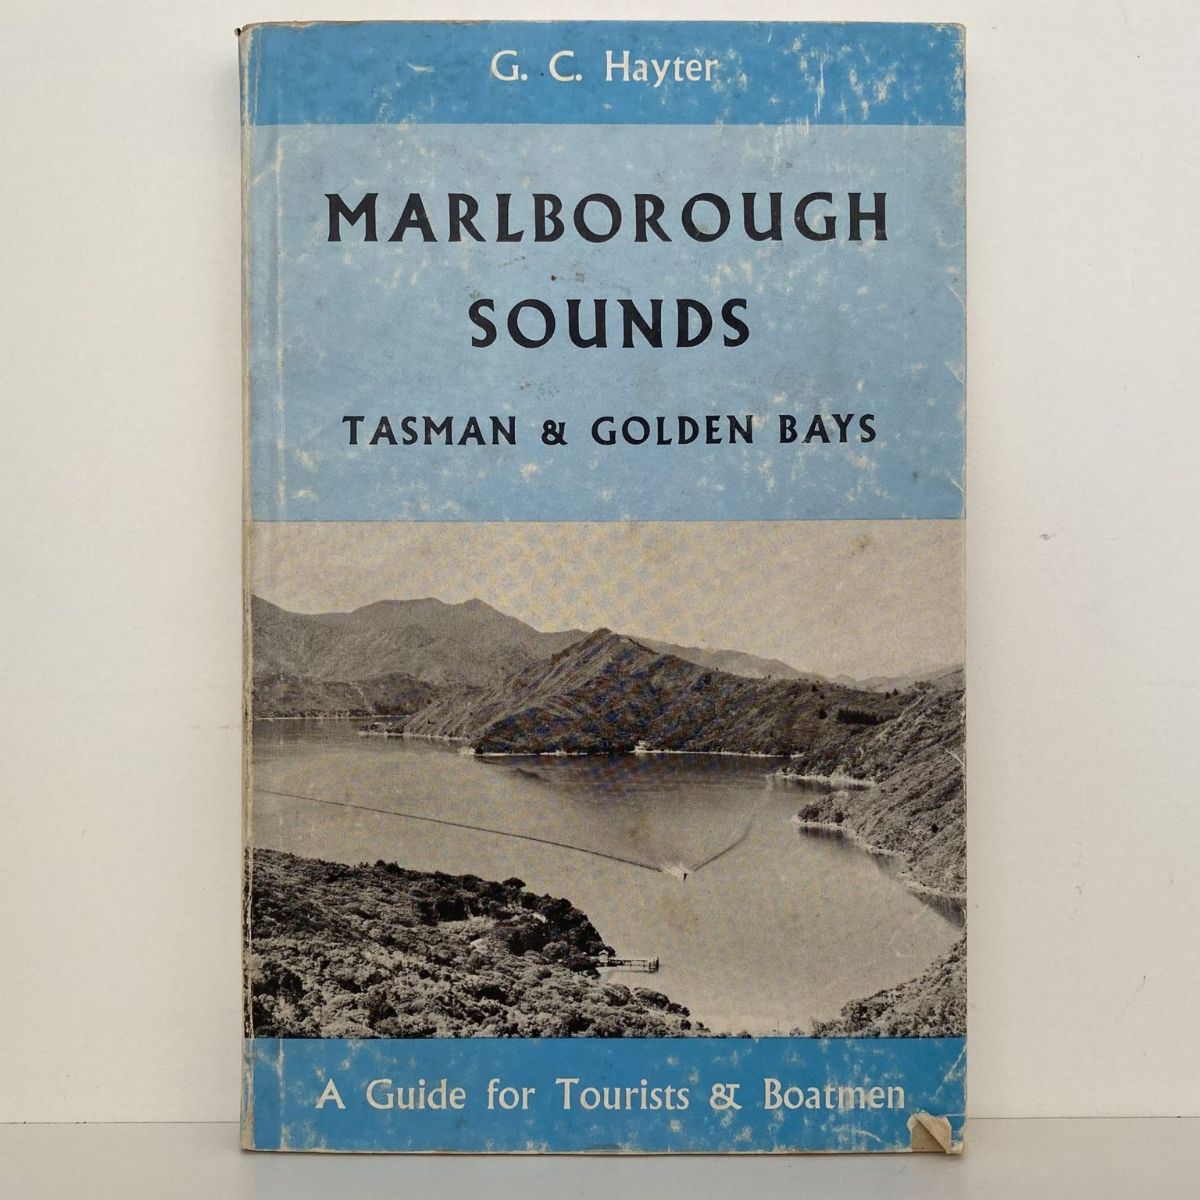 G. C. Hayter
MARLBOROUGH
SOUNDS
TASMAN & GOLDEN BAYS
A Guide for Tourists & Boatmen